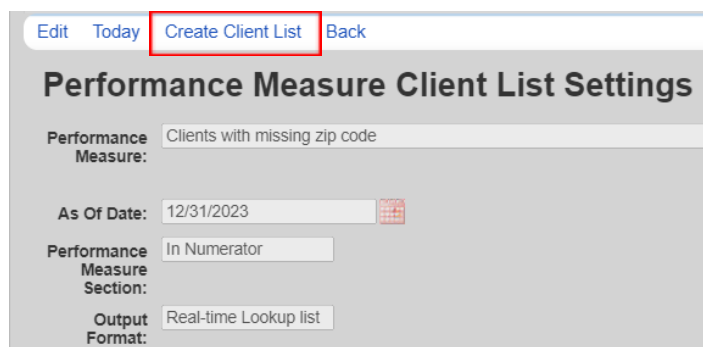 Edit Today Create Client List Back
Performance Measure Client List Settings
Performance Measure: Clients with missing zip code
As Of Date: 12/31/2023
Performance Measure Section: In Numerator
Output Format: Real-time Lookup list